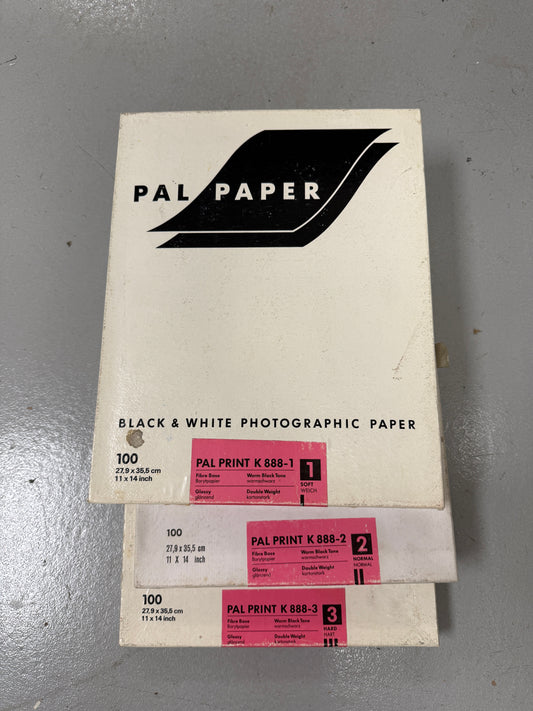 PAL PAPER
BLACK & WHITE PHOTOGRAPHIC PAPER
100
27,9 x 35,5 cm
11 x 14 inch
PAL PRINT K 888-1
Fibre Base
Barytpapier
Warm Black Tone
warmschwarz
Glossy
glänzend
Double Weight
kartonstark
1
SOFT
WEICH
100
27,9 x 35,5 cm
11 X 14 inch
PAL PRINT K 888-2
Fibre Base
Barytpapier
Warm Black Tone
warmschwarz
Glossy
glänzend
Double Weight
kartonstark
2
NORMAL
NORMAL
100
27,9 x 35,5 cm
11 x 14 inch
PAL PRINT K 888-3
Fibre Base
Barytpapier
Warm Black Tone
warmschwarz
Glossy
glänzend
Double Weight
kartonstark
3
HARD
HART